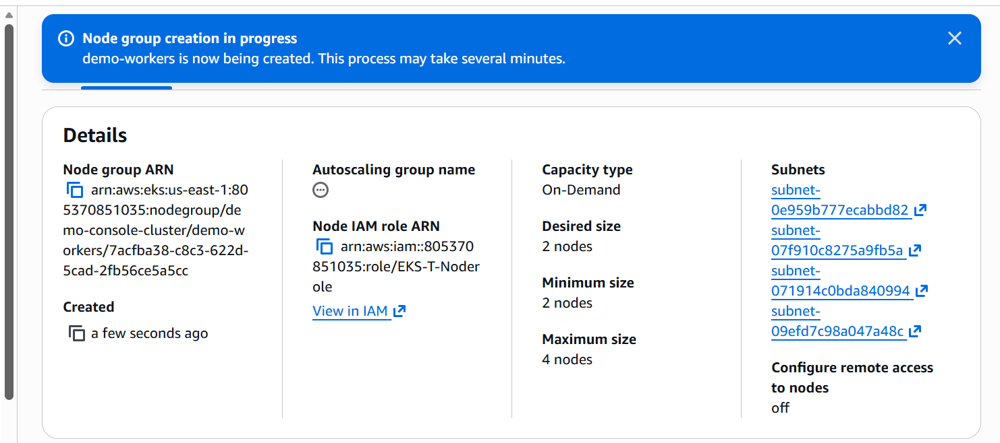 Node group creation in progress
demo-workers is now being created. This process may take several minutes.
Details
Node group ARN
arn:aws:eks:us-east-1:80
5370851035:nodegroup/de
mo-console-cluster/demo-w
orkers/7acfba38-c8c3-622d-
5cad-2fb56ce5a5cc
Created
a few seconds ago
Autoscaling group name
Node IAM role ARN
arn:aws:iam::805370
851035:role/EKS-T-Noder
ole
View in IAM
Capacity type
On-Demand
Desired size
2 nodes
Minimum size
2 nodes
Maximum size
4 nodes
Subnets
subnet-
0e959b777ecabbd82
subnet-
07f910c8275a9fb5a
subnet-
071914c0bda840994
subnet-
09efd7c98a047a48c
Configure remote access
to nodes
off